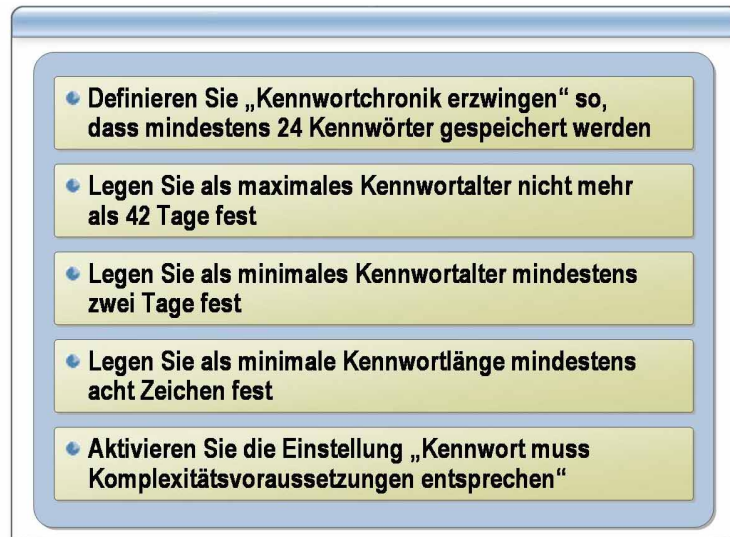 Definieren Sie „Kennwortchronik erzwingen“ so,
dass mindestens 24 Kennwörter gespeichert werden
Legen Sie als maximales Kennwortalter nicht mehr
als 42 Tage fest
Legen Sie als minimales Kennwortalter mindestens
zwei Tage fest
Legen Sie als minimale Kennwortlänge mindestens
acht Zeichen fest
Aktivieren Sie die Einstellung „Kennwort muss
Komplexitätsvoraussetzungen entsprechen“